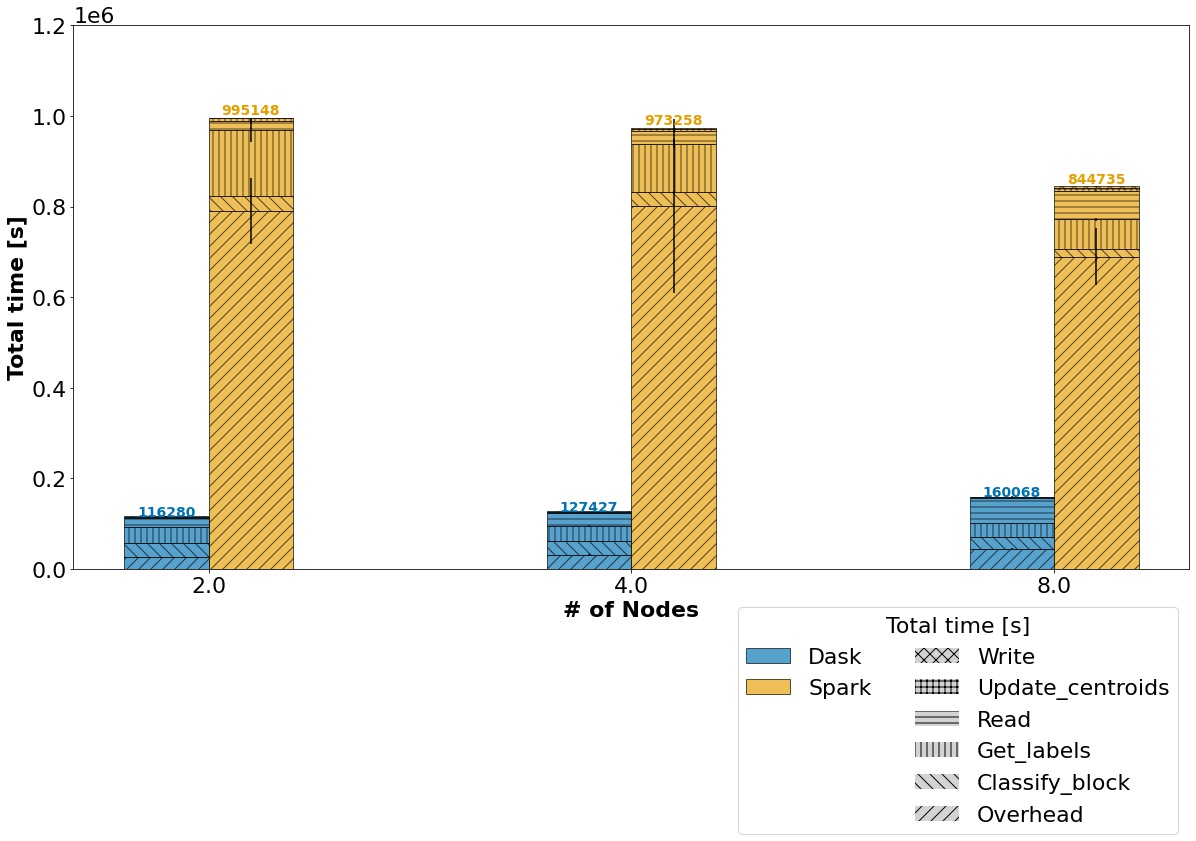 1e6
1.2
1.0
0.8
0.6
0.4
0.2
0.0
Total time [s]
995148
973258
844735
116280
127427
160068
2.0
4.0
8.0
# of Nodes
Total time [s]
Dask
Spark
Write
Update_centroids
Read
Get_labels
Classify_block
Overhead